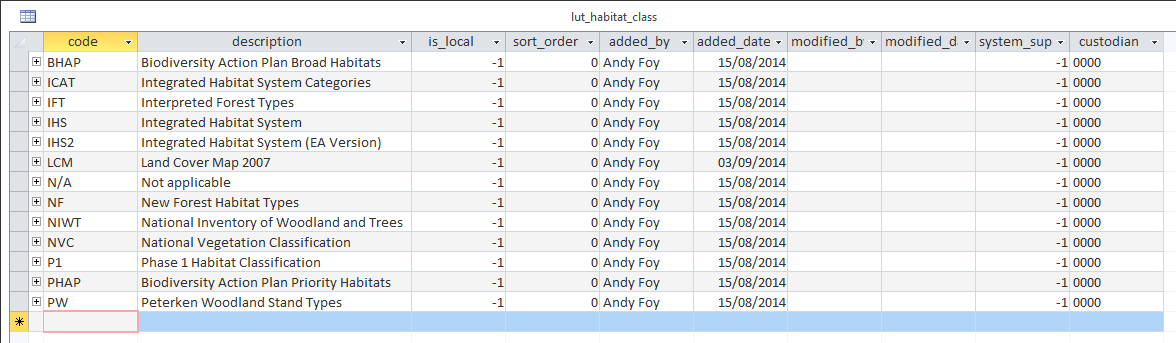 lut_habitat_class
code description is_local sort_order added_by added_date modified_b modified_d system_sup custodian
BHAP Biodiversity Action Plan Broad Habitats -1 0 Andy Foy 15/08/2014 -1 0000
ICAT Integrated Habitat System Categories -1 0 Andy Foy 15/08/2014 -1 0000
IFT Interpreted Forest Types -1 0 Andy Foy 15/08/2014 -1 0000
IHS Integrated Habitat System -1 0 Andy Foy 15/08/2014 -1 0000
IHS2 Integrated Habitat System (EA Version) -1 0 Andy Foy 15/08/2014 -1 0000
LCM Land Cover Map 2007 -1 0 Andy Foy 03/09/2014 -1 0000
N/A Not applicable -1 0 Andy Foy 15/08/2014 -1 0000
NF New Forest Habitat Types -1 0 Andy Foy 15/08/2014 -1 0000
NIWT National Inventory of Woodland and Trees -1 0 Andy Foy 15/08/2014 -1 0000
NVC National Vegetation Classification -1 0 Andy Foy 15/08/2014 -1 0000
P1 Phase 1 Habitat Classification -1 0 Andy Foy 15/08/2014 -1 0000
PHAP Biodiversity Action Plan Priority Habitats -1 0 Andy Foy 15/08/2014 -1 0000
PW Peterken Woodland Stand Types -1 0 Andy Foy 15/08/2014 -1 0000